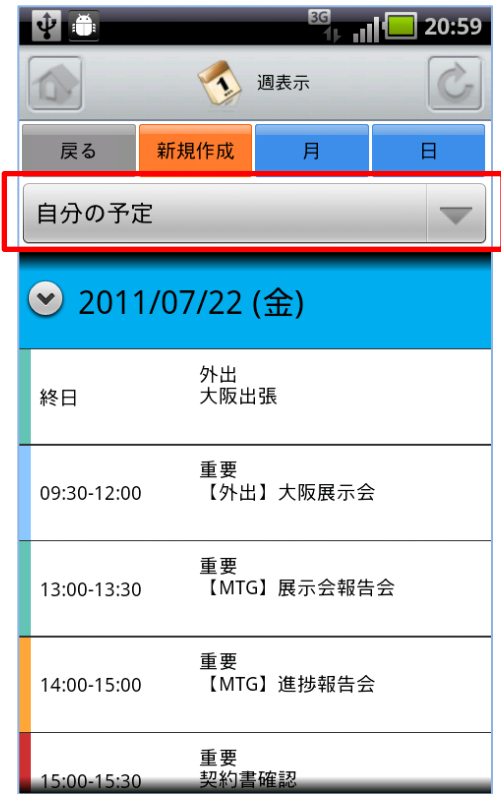 3G 20:59
1 週表示
戻る 新規作成 月 日
自分の予定
2011/07/22 (金)
外出
終日 大阪出張
重要
09:30-12:00 【外出】大阪展示会
重要
13:00-13:30 【MTG】展示会報告会
重要
14:00-15:00 【MTG】進捗報告会
重要
15:00-15:30 契約書確認